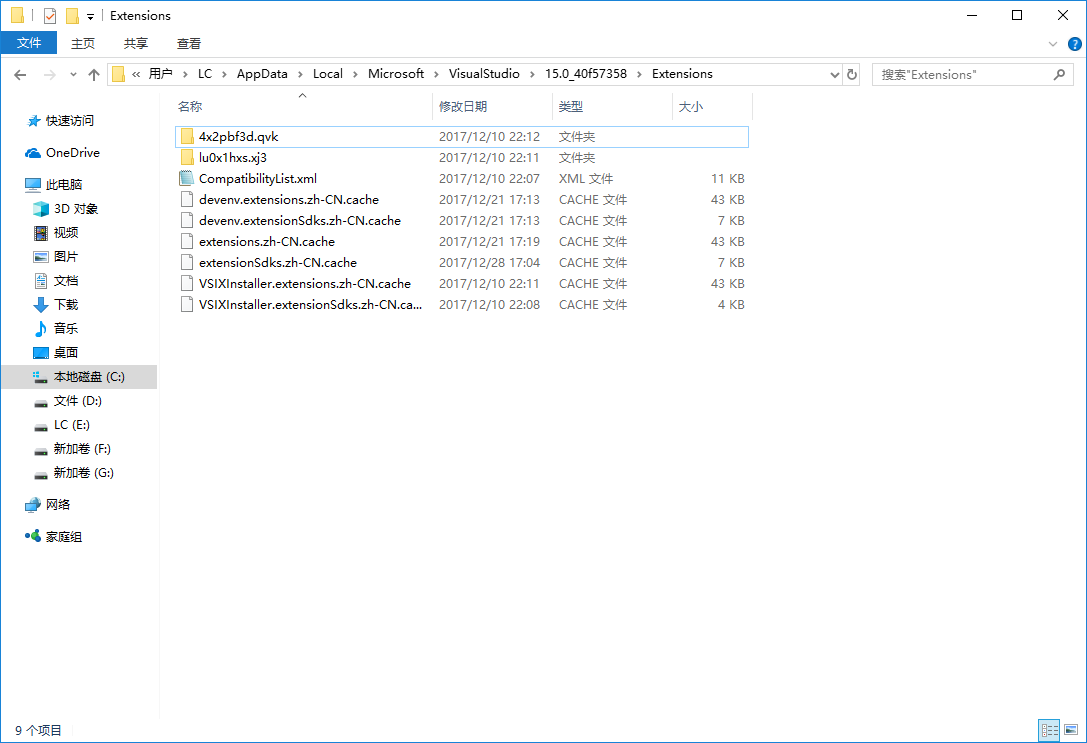 Extensions
文件 主页 共享 查看
« 用户 › LC › AppData › Local › Microsoft › VisualStudio › 15.0_40f57358 › Extensions 搜索"Extensions"
名称 修改日期 类型 大小
快速访问
OneDrive
此电脑
3D 对象
视频
图片
文档
下载
音乐
桌面
本地磁盘 (C:)
文件 (D:)
LC (E:)
新加卷 (F:)
新加卷 (G:)
网络
家庭组
4x2pbf3d.qvk 2017/12/10 22:12 文件夹
lu0x1hxs.xj3 2017/12/10 22:11 文件夹
CompatibilityList.xml 2017/12/10 22:07 XML 文件 11 KB
devenv.extensions.zh-CN.cache 2017/12/21 17:13 CACHE 文件 43 KB
devenv.extensionSdks.zh-CN.cache 2017/12/21 17:13 CACHE 文件 7 KB
extensions.zh-CN.cache 2017/12/21 17:19 CACHE 文件 43 KB
extensionSdks.zh-CN.cache 2017/12/28 17:04 CACHE 文件 7 KB
VSIXInstaller.extensions.zh-CN.cache 2017/12/10 22:11 CACHE 文件 43 KB
VSIXInstaller.extensionSdks.zh-CN.ca... 2017/12/10 22:08 CACHE 文件 4 KB
9 个项目